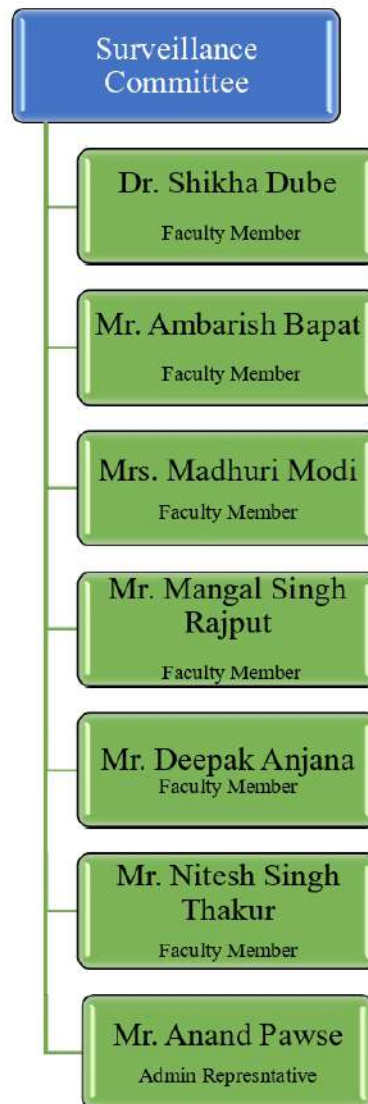 Surveillance
Committee
Dr. Shikha Dube
Faculty Member
Mr. Ambarish Bapat
Faculty Member
Mrs. Madhuri Modi
Faculty Member
Mr. Mangal Singh
Rajput
Faculty Member
Mr. Deepak Anjana
Faculty Member
Mr. Nitesh Singh
Thakur
Faculty Member
Mr. Anand Pawse
Admin Represntative